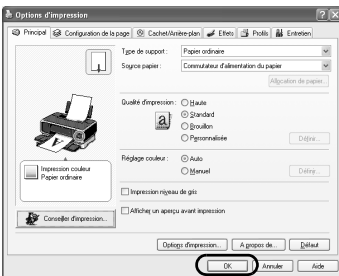 Options d'impression
Principal Configuration de la page Cachet/Arrière-plan Effets Profils Entretien
Type de support : Papier ordinaire
Source papier : Commutateur d'alimentation du papier
Allocation de papier...
Qualité d'impression : Haute
Standard
Brouillon
Personnalisée Définir...
Réglage couleur : Auto
Manuel Définir...
Impression couleur
Papier ordinaire
Impression niveau de gris
Afficher un aperçu avant impression
Conseiller d'impression...
Options d'impression... A propos de... Défaut
OK Annuler Aide